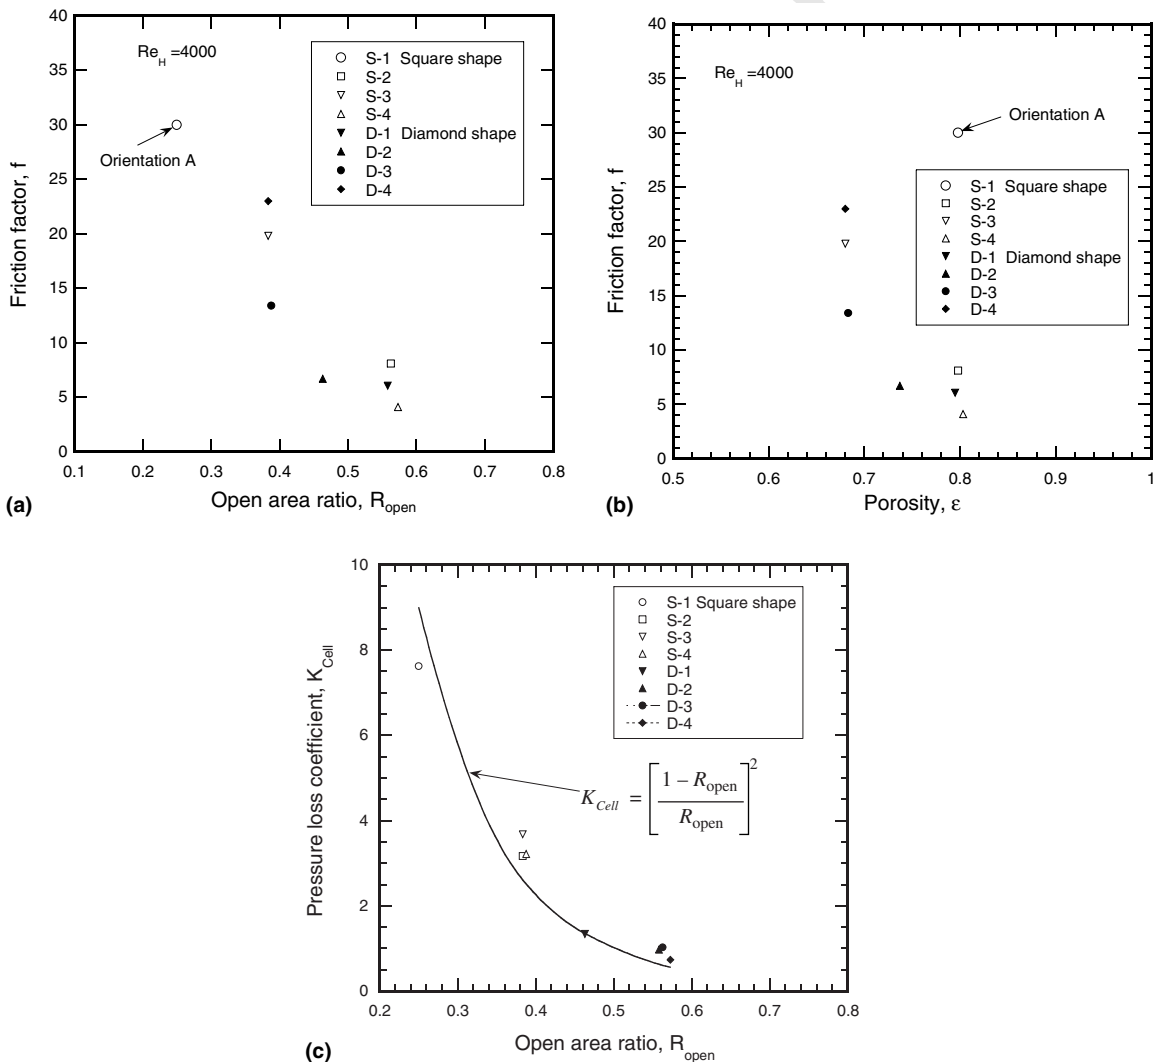 40
35
30
25
20
15
10
5
0
Friction factor, f
Re_H =4000
Orientation A
S-1 Square shape
S-2
S-3
S-4
D-1 Diamond shape
D-2
D-3
D-4
0.1 0.2 0.3 0.4 0.5 0.6 0.7 0.8
Open area ratio, R_open
(a)
40
35
30
25
20
15
10
5
0
Friction factor, f
Re_H =4000
Orientation A
S-1 Square shape
S-2
S-3
S-4
D-1 Diamond shape
D-2
D-3
D-4
0.5 0.6 0.7 0.8 0.9 1
Porosity, ε
(b)
10
8
6
4
2
0
Pressure loss coefficient, K_Cell
S-1 Square shape
S-2
S-3
S-4
D-1
D-2
D-3
D-4
K_Cell = [(1 − R_open) / R_open]^2
0.2 0.3 0.4 0.5 0.6 0.7 0.8
Open area ratio, R_open
(c)